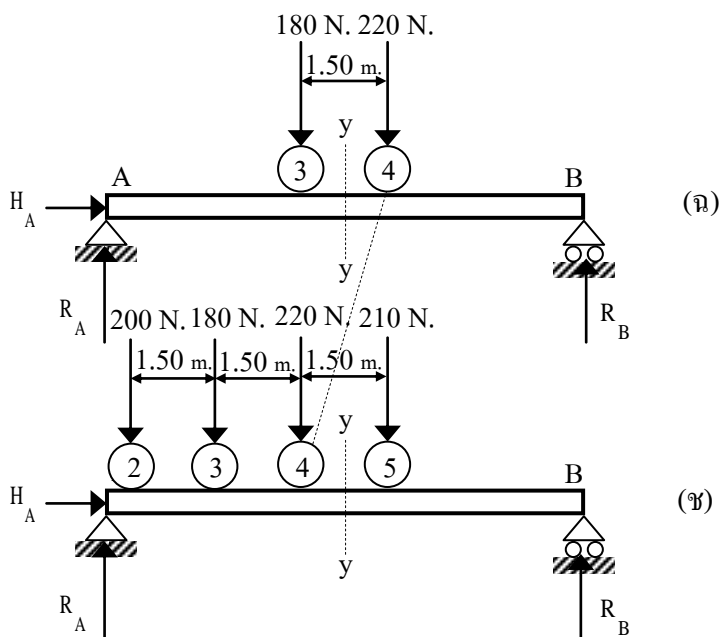 180 N. 220 N.
1.50 m.
y
3 4
A B
H A
(ฉ)
y
R A
R B
200 N. 180 N. 220 N. 210 N.
1.50 m. 1.50 m. 1.50 m.
y
2 3 4 5
B
H A
(ช)
y
R A
R B